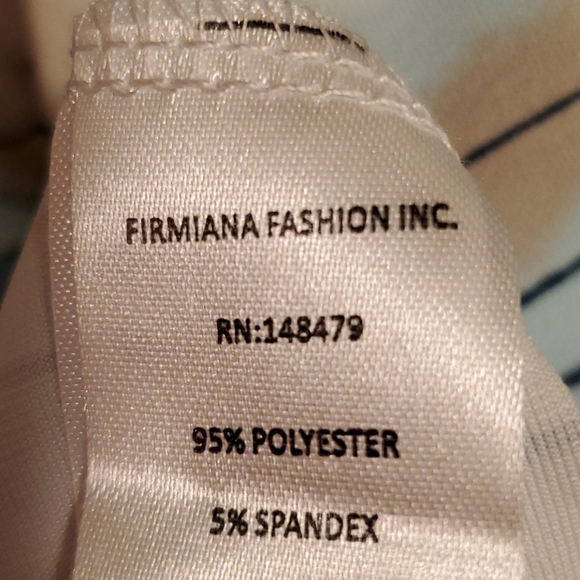 FIRMIANA FASHION INC.
RN:148479
95% POLYESTER
5% SPANDEX